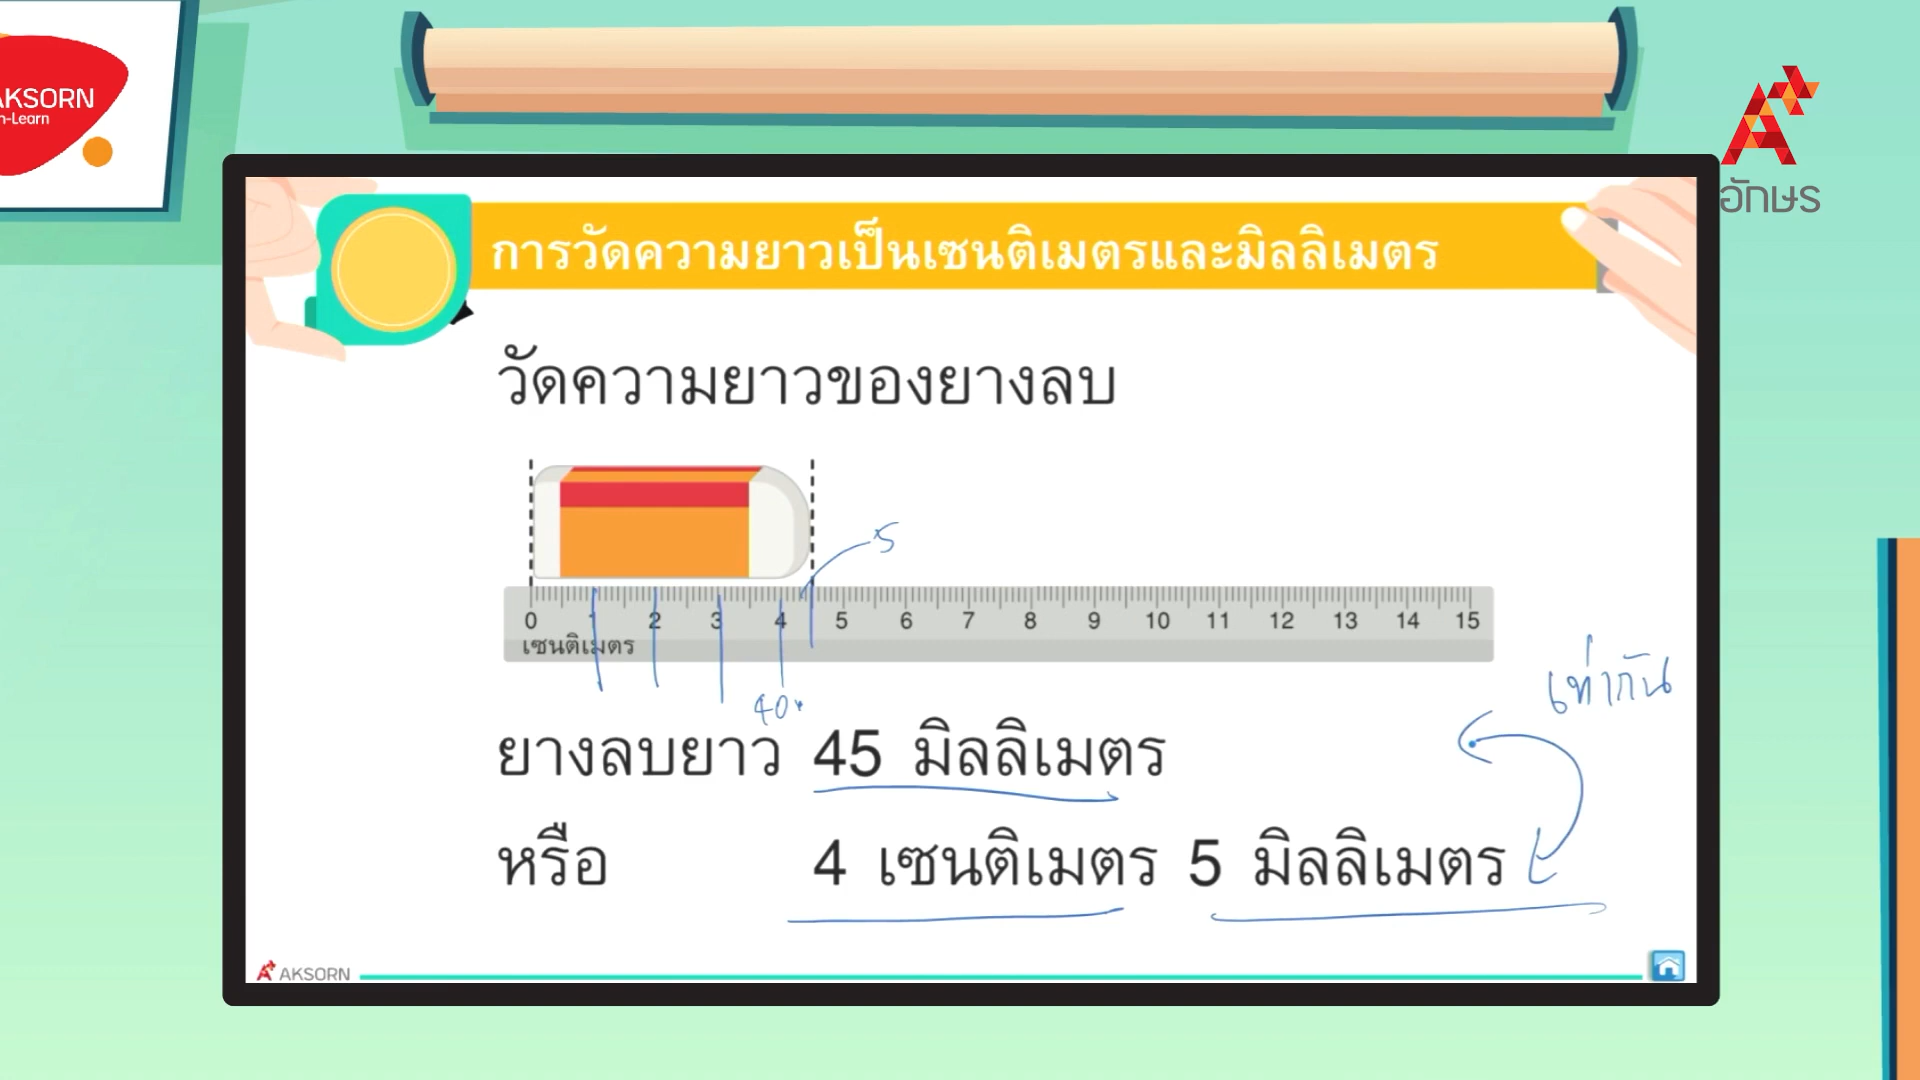 AKSORN
n-Learn
อักษร
การวัดความยาวเป็นเซนติเมตรและมิลลิเมตร
วัดความยาวของยางลบ
5
0 1 2 3 4 5 6 7 8 9 10 11 12 13 14 15
เซนติเมตร
เท่ากัน
40
ยางลบยาว 45 มิลลิเมตร
หรือ 4 เซนติเมตร 5 มิลลิเมตร
AKSORN